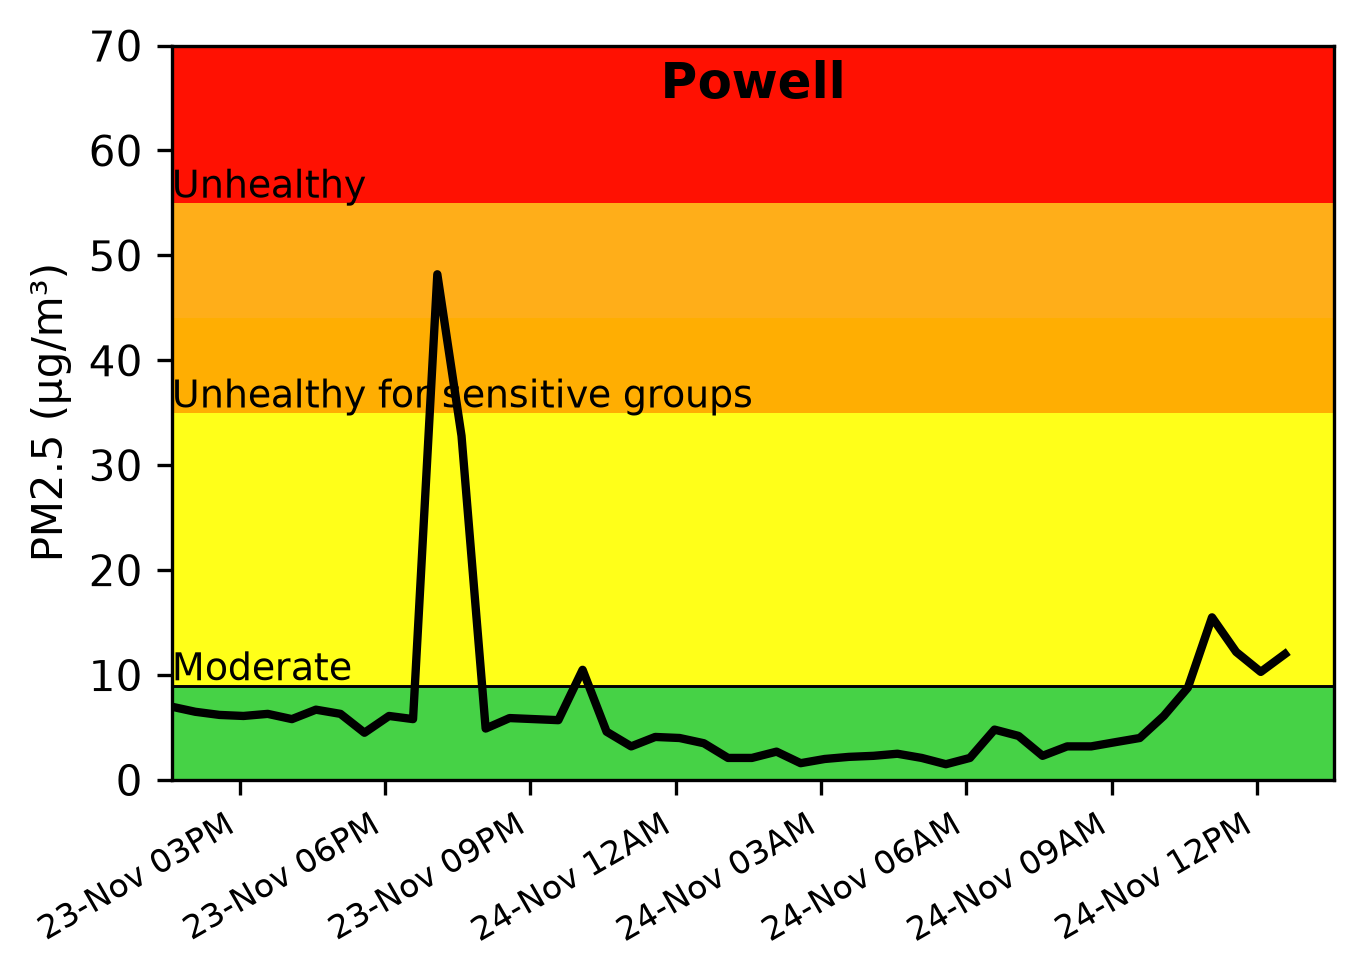 Powell
PM2.5 (µg/m³)
70
60
50
40
30
20
10
0
Unhealthy
Unhealthy for sensitive groups
Moderate
23-Nov 03PM
23-Nov 06PM
23-Nov 09PM
24-Nov 12AM
24-Nov 03AM
24-Nov 06AM
24-Nov 09AM
24-Nov 12PM